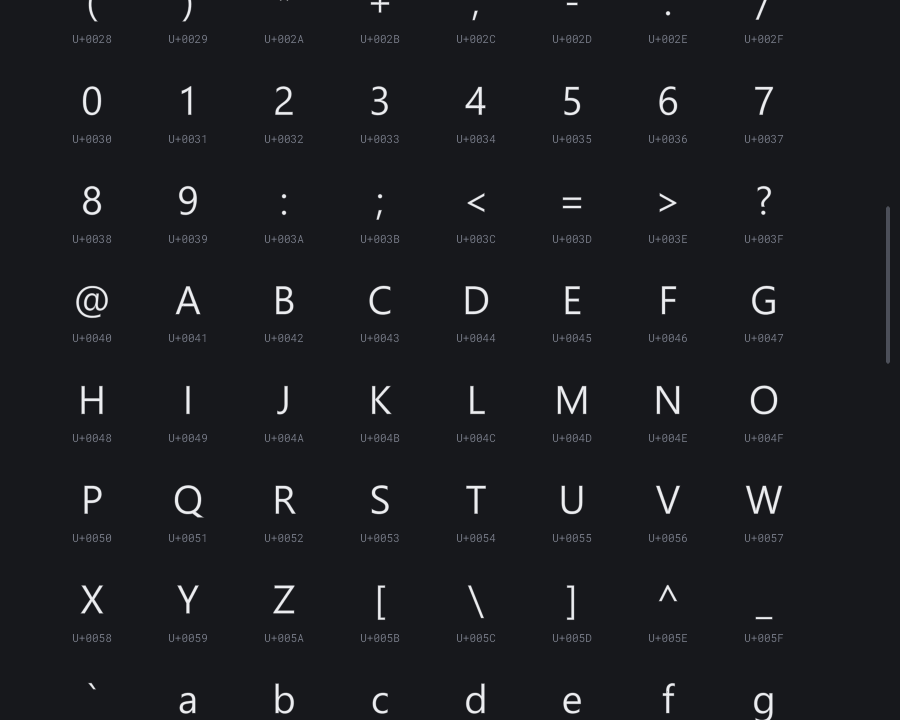 ( ) * + , - . /
U+0028 U+0029 U+002A U+002B U+002C U+002D U+002E U+002F
0 1 2 3 4 5 6 7
U+0030 U+0031 U+0032 U+0033 U+0034 U+0035 U+0036 U+0037
8 9 : ; < = > ?
U+0038 U+0039 U+003A U+003B U+003C U+003D U+003E U+003F
@ A B C D E F G
U+0040 U+0041 U+0042 U+0043 U+0044 U+0045 U+0046 U+0047
H I J K L M N O
U+0048 U+0049 U+004A U+004B U+004C U+004D U+004E U+004F
P Q R S T U V W
U+0050 U+0051 U+0052 U+0053 U+0054 U+0055 U+0056 U+0057
X Y Z [ \ ] ^ _
U+0058 U+0059 U+005A U+005B U+005C U+005D U+005E U+005F
` a b c d e f g